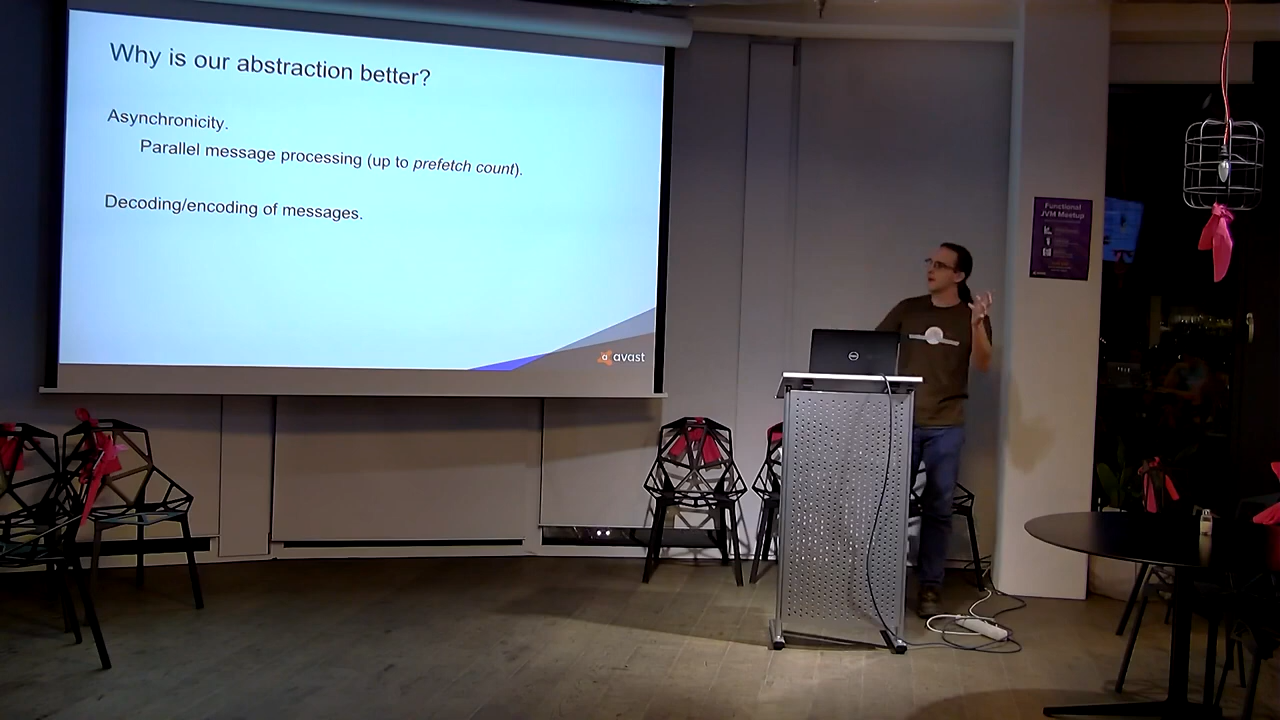 Why is our abstraction better?
Asynchronicity.
Parallel message processing (up to prefetch count).
Decoding/encoding of messages.
avast
Functional
JVM Meetup
DELL